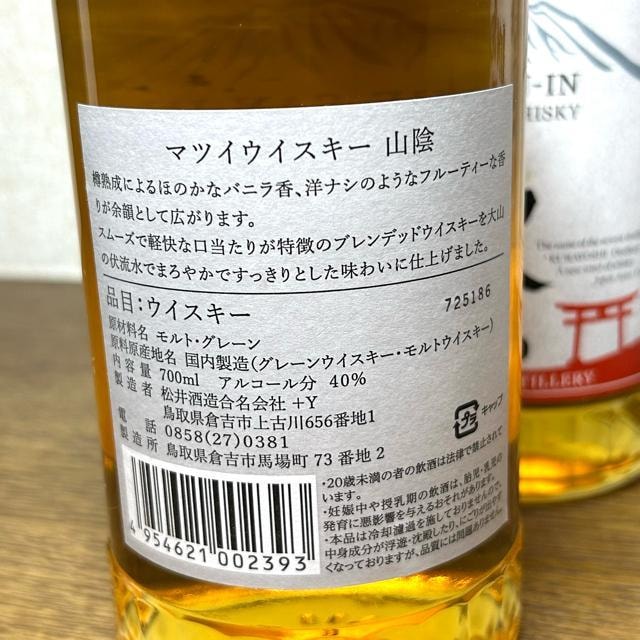 マツイウイスキー 山陰
樽熟成によるほのかなバニラ香、洋ナシのようなフルーティーな香
りが余韻として広がります。
スムーズで軽快な口当たりが特徴のブレンデッドウイスキーを大山
の伏流水でまろやかですっきりとした味わいに仕上げました。
品目：ウイスキー
725186
原材料名 モルト・グレーン
原料原産地名 国内製造(グレーンウイスキー・モルトウイスキー)
内容量 700ml アルコール分 40%
製造者 松井酒造合名会社 +Y
鳥取県倉吉市上古川656番地1
電話 0858(27)0381
製造所 鳥取県倉吉市馬場町 73 番地 2
プラ キャップ
・20歳未満の者の飲酒は法律で禁止されて
います。
・妊娠中や授乳期の飲酒は、胎児・乳児の
発育に悪影響を与えるおそれがあります。
・本品は冷却濾過を施しておりませんので、
中身成分が浮遊・沈殿したり、にごりが出やす
くなっておりますが、品質には問題ありません。
4 954621 002393
-IN
HISKY
TILLERY